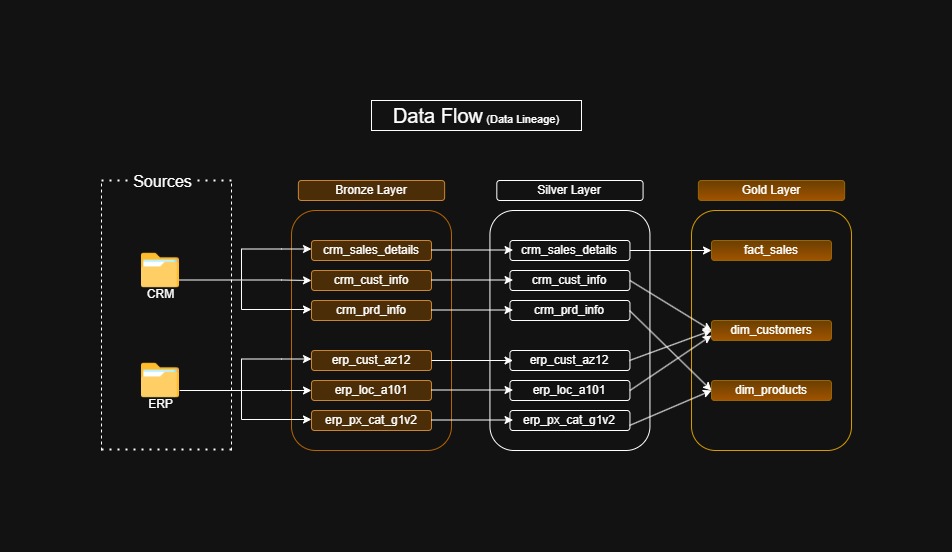 Data Flow (Data Lineage)
Sources
CRM
ERP
Bronze Layer
crm_sales_details
crm_cust_info
crm_prd_info
erp_cust_az12
erp_loc_a101
erp_px_cat_g1v2
Silver Layer
crm_sales_details
crm_cust_info
crm_prd_info
erp_cust_az12
erp_loc_a101
erp_px_cat_g1v2
Gold Layer
fact_sales
dim_customers
dim_products